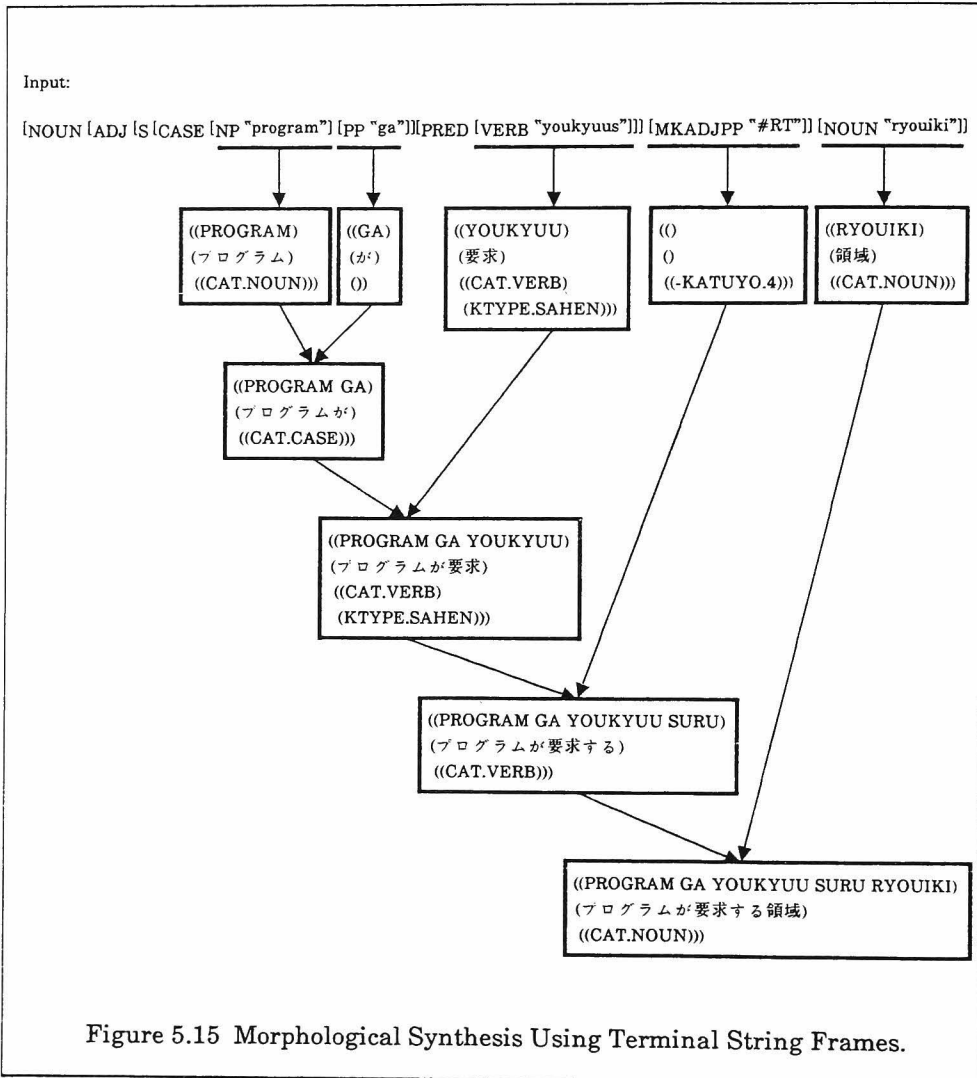 Input:
[NOUN [ADJ [S [CASE [NP "program"] [PP "ga"]][PRED [VERB "youkyuus"]]] [MKADJPP "#RT"]] [NOUN "ryouiki"]]
((PROGRAM)
(プログラム)
((CAT.NOUN)))
((GA)
(が)
())
((YOUKYUU)
(要求)
((CAT.VERB)
(KTYPE.SAHEN)))
(()
()
((-KATUYO.4)))
((RYOUIKI)
(領域)
((CAT.NOUN)))
((PROGRAM GA)
(プログラムが)
((CAT.CASE)))
((PROGRAM GA YOUKYUU)
(プログラムが要求)
((CAT.VERB)
(KTYPE.SAHEN)))
((PROGRAM GA YOUKYUU SURU)
(プログラムが要求する)
((CAT.VERB)))
((PROGRAM GA YOUKYUU SURU RYOUIKI)
(プログラムが要求する領域)
((CAT.NOUN)))
Figure 5.15 Morphological Synthesis Using Terminal String Frames.